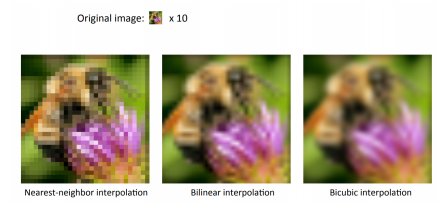 Original image: x 10
Nearest-neighbor interpolation
Bilinear interpolation
Bicubic interpolation